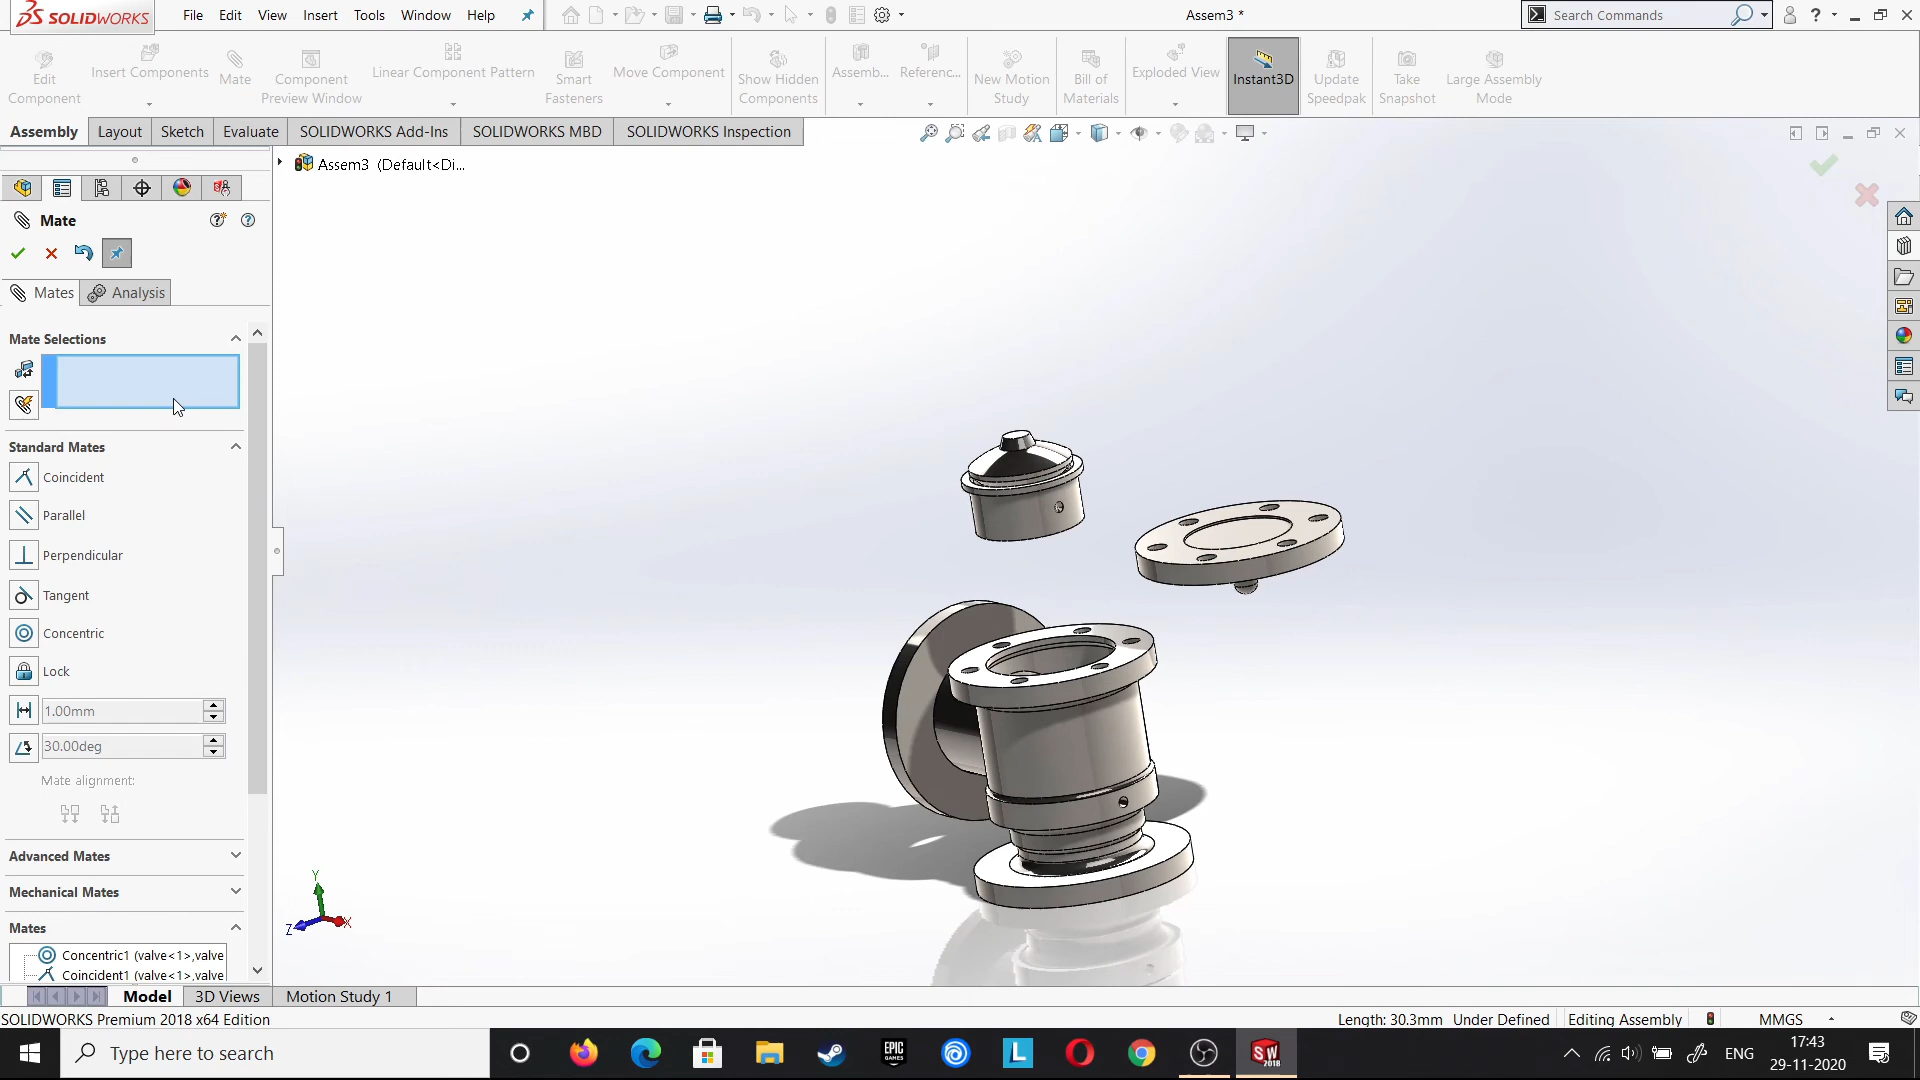 SOLIDWORKS
File Edit View Insert Tools Window Help
Assem3 *
Search Commands
Edit Component
Insert Components
Mate
Component Preview Window
Linear Component Pattern
Smart Fasteners
Move Component
Show Hidden Components
Assemb...
Referenc...
New Motion Study
Bill of Materials
Exploded View
Instant3D
Update Speedpak
Take Snapshot
Large Assembly Mode
Assembly Layout Sketch Evaluate SOLIDWORKS Add-Ins SOLIDWORKS MBD SOLIDWORKS Inspection
Assem3 (Default<Di...
Mate
Mates Analysis
Mate Selections
Standard Mates
Coincident
Parallel
Perpendicular
Tangent
Concentric
Lock
1.00mm
30.00deg
Mate alignment:
Advanced Mates
Mechanical Mates
Mates
Concentric1 (valve<1>,valve
Coincident1 (valve<1>,valve
Y
Z X
Model 3D Views Motion Study 1
SOLIDWORKS Premium 2018 x64 Edition
Length: 30.3mm Under Defined Editing Assembly MMGS
Type here to search
EPIC GAMES
L
SW 2018
ENG
17:43
29-11-2020